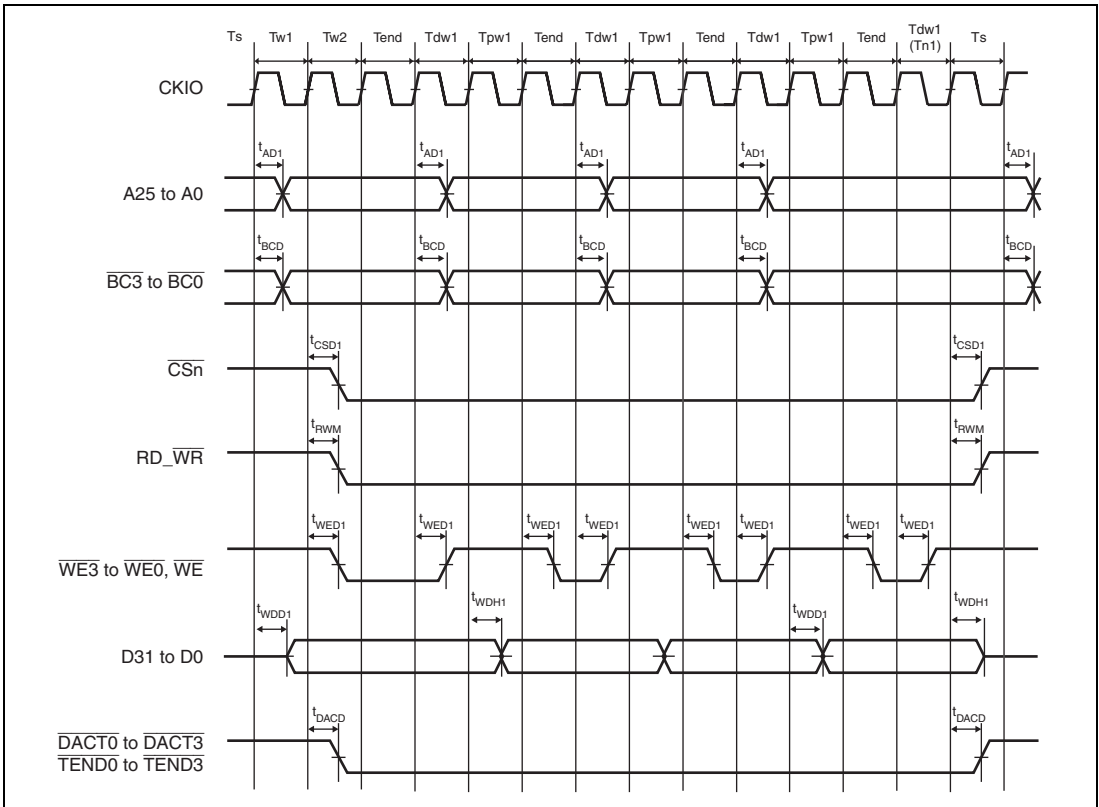 Ts Tw1 Tw2 Tend Tdw1 Tpw1 Tend Tdw1 Tpw1 Tend Tdw1 Tpw1 Tend Tdw1 (Tn1) Ts
CKIO
tAD1 tAD1 tAD1 tAD1 tAD1
A25 to A0
tBCD tBCD tBCD tBCD tBCD
BC3 to BC0
tCSD1 tCSD1
CSn
tRWM tRWM
RD_WR
tWED1 tWED1 tWED1 tWED1 tWED1 tWED1 tWED1 tWED1
WE3 to WE0, WE
tWDD1 tWDH1 tWDD1 tWDH1
D31 to D0
tDACD tDACD
DACT0 to DACT3
TEND0 to TEND3